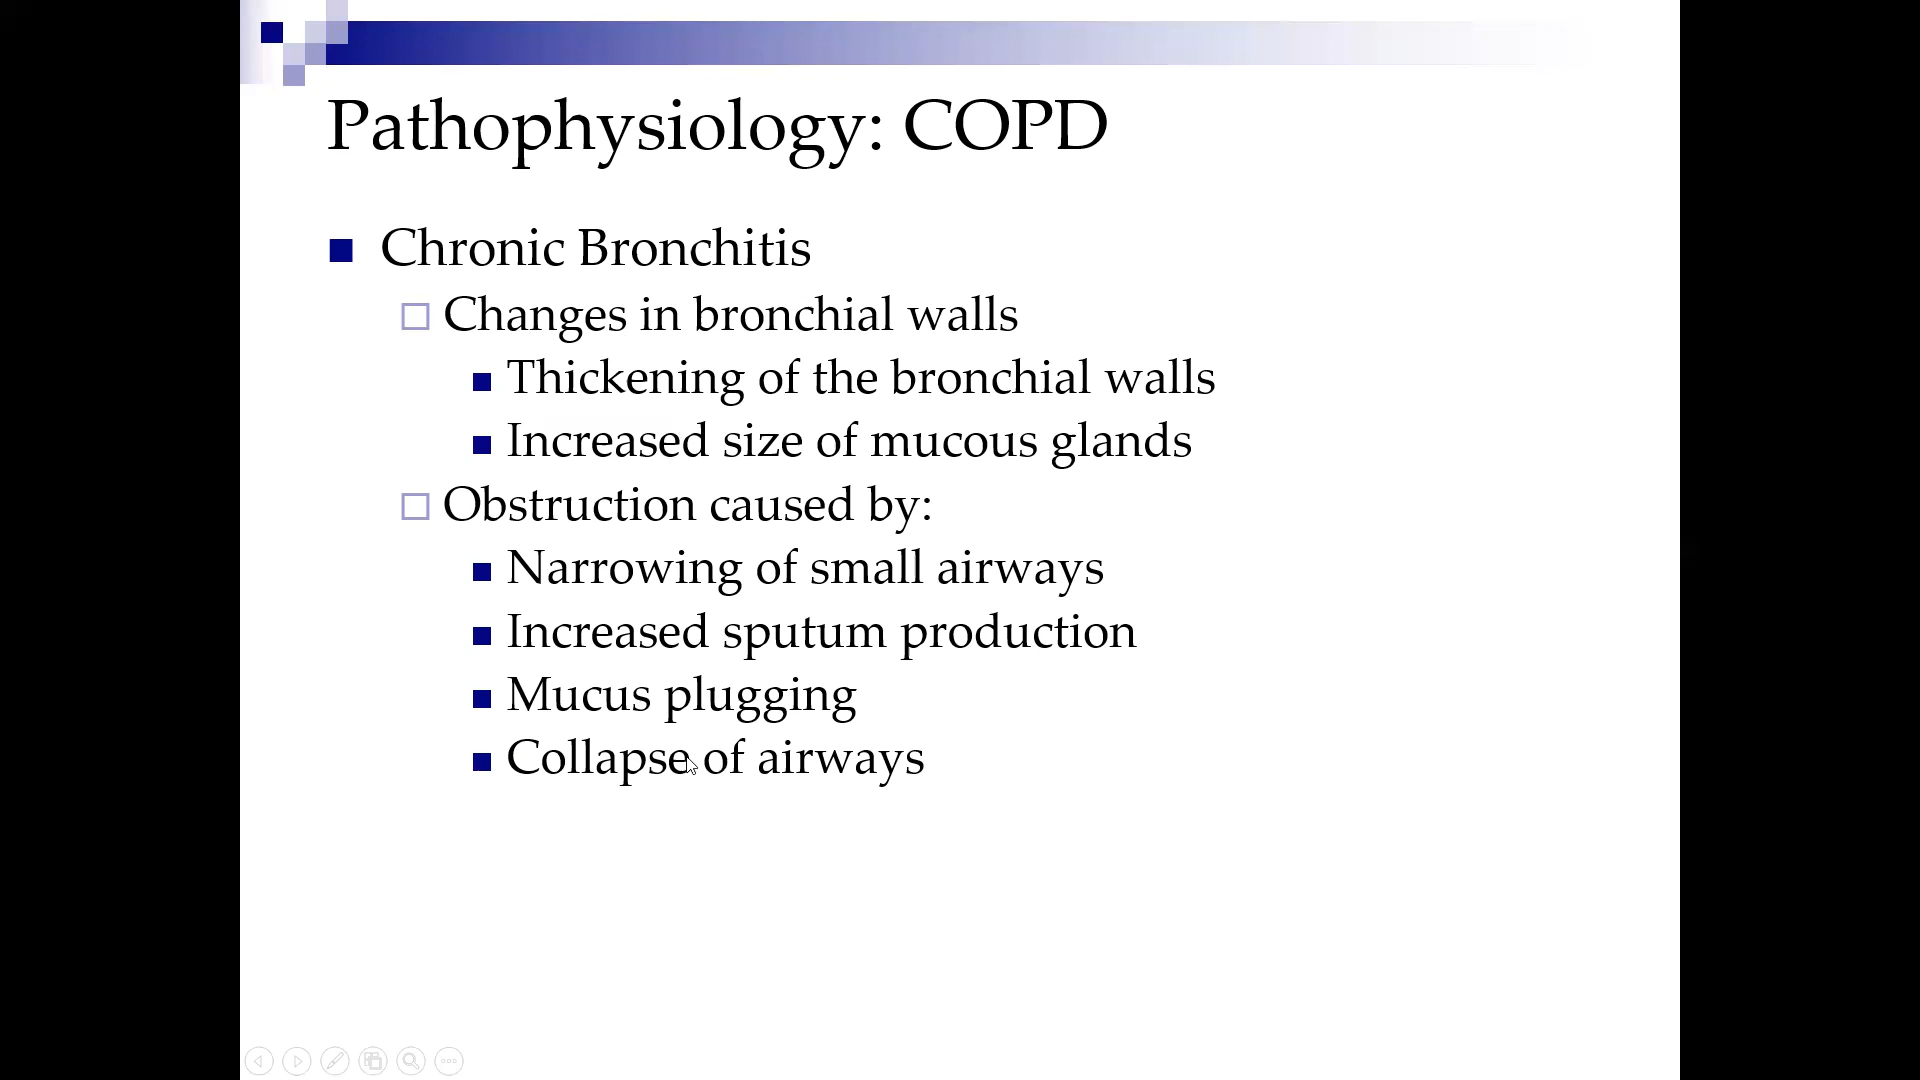 Pathophysiology: COPD
Chronic Bronchitis
Changes in bronchial walls
Thickening of the bronchial walls
Increased size of mucous glands
Obstruction caused by:
Narrowing of small airways
Increased sputum production
Mucus plugging
Collapse of airways